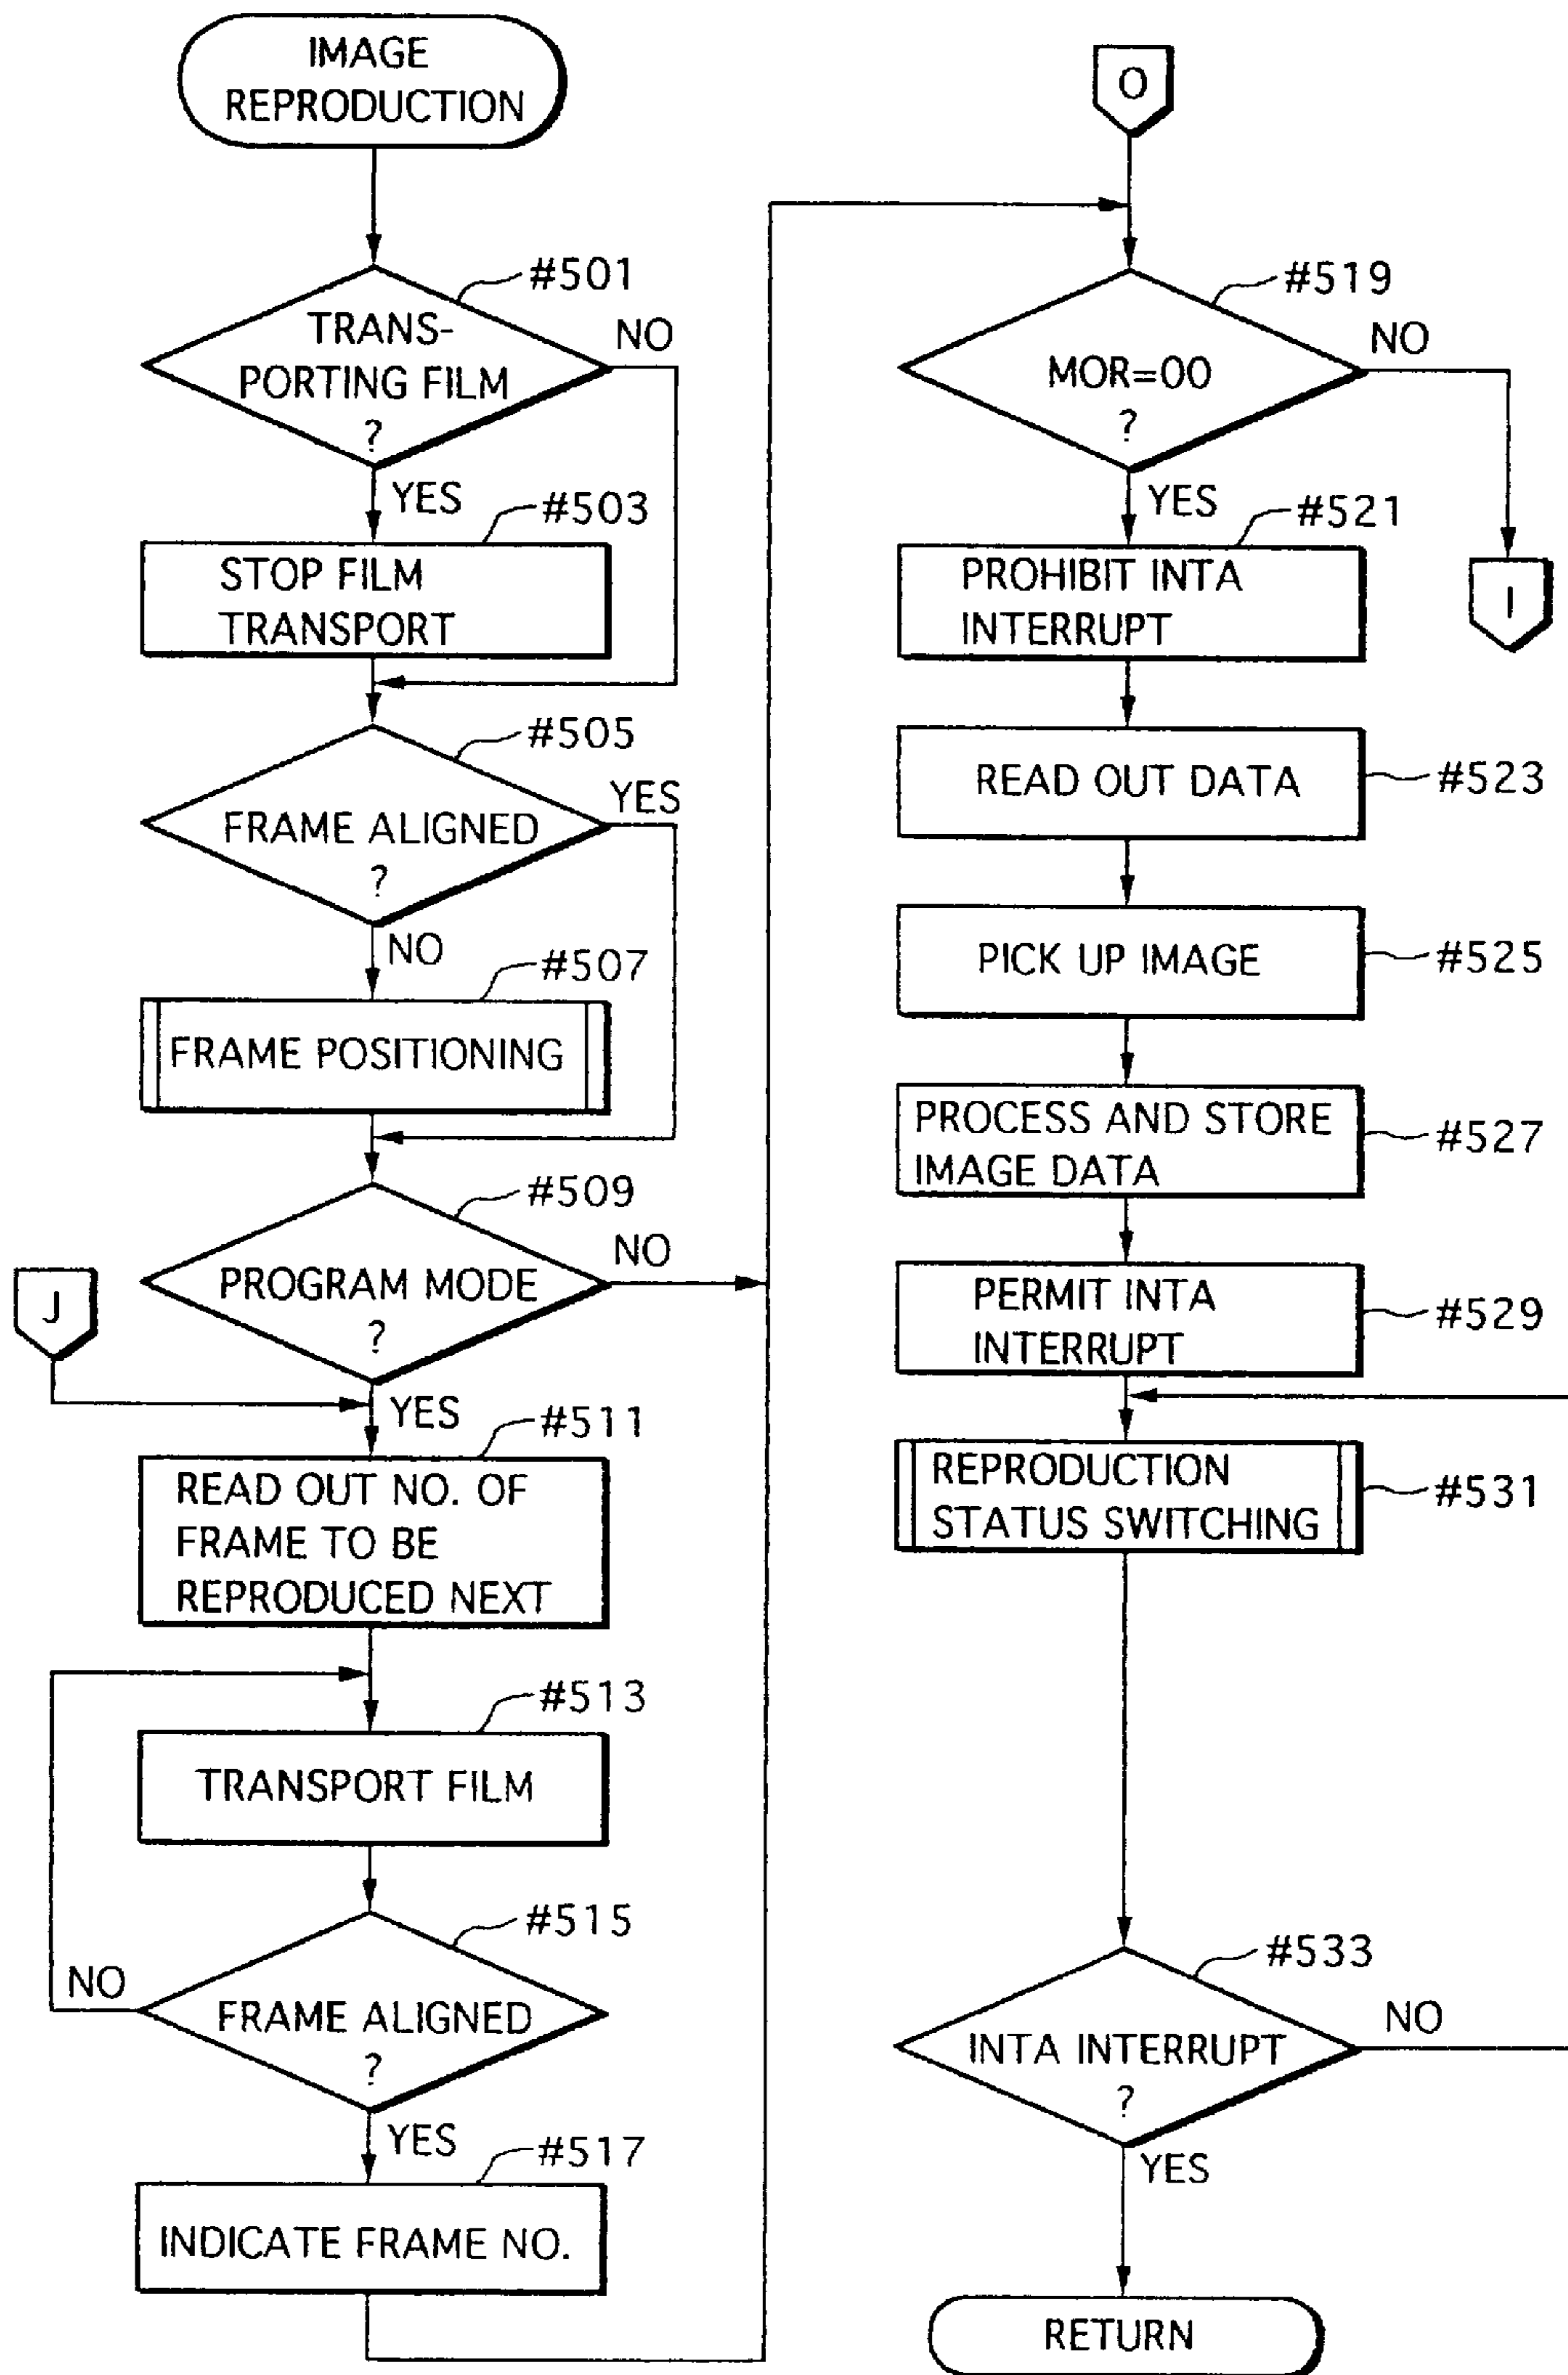 IMAGE
REPRODUCTION
#501
TRANS-
PORTING FILM
?
NO
YES
#503
STOP FILM
TRANSPORT
#505
FRAME ALIGNED
?
YES
NO
#507
FRAME POSITIONING
#509
PROGRAM MODE
?
NO
J
YES
#511
READ OUT NO. OF
FRAME TO BE
REPRODUCED NEXT
#513
TRANSPORT FILM
#515
NO
FRAME ALIGNED
?
YES
#517
INDICATE FRAME NO.
O
#519
MOR=00
?
NO
I
YES
#521
PROHIBIT INTA
INTERRUPT
READ OUT DATA
#523
PICK UP IMAGE
#525
PROCESS AND STORE
IMAGE DATA
#527
PERMIT INTA
INTERRUPT
#529
REPRODUCTION
STATUS SWITCHING
#531
#533
INTA INTERRUPT
?
NO
YES
RETURN